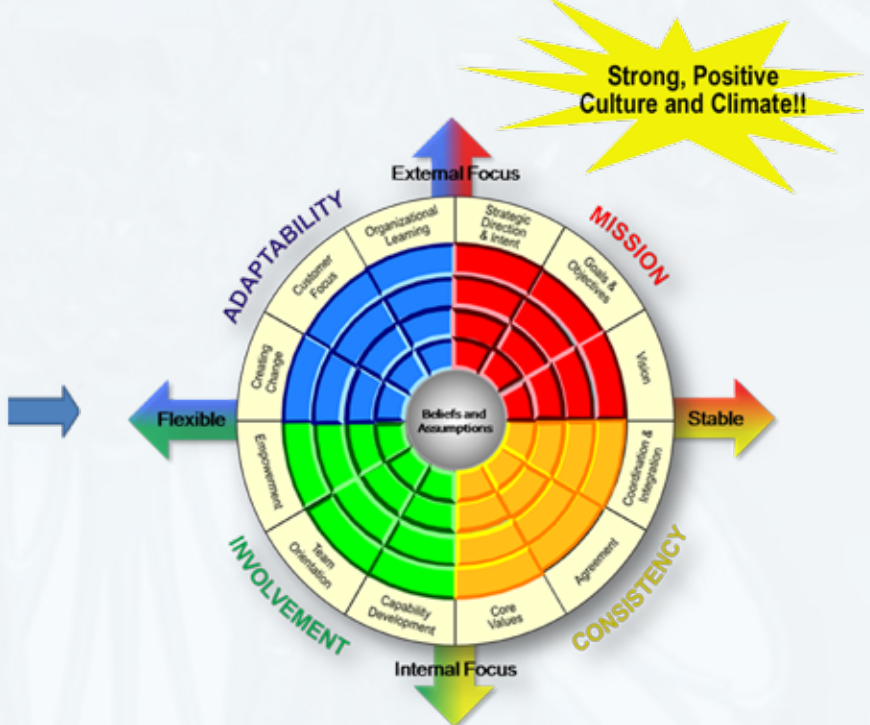 Strong, Positive
Culture and Climate!!
External Focus
ADAPTABILITY
MISSION
Organizational
Learning
Strategic
Direction
& Intent
Customer
Focus
Goals &
Objectives
Creating
Change
Vision
Flexible
Beliefs and
Assumptions
Stable
Empowerment
Coordination &
Integration
Team
Orientation
Agreement
Capability
Development
Core
Values
INVOLVEMENT
CONSISTENCY
Internal Focus